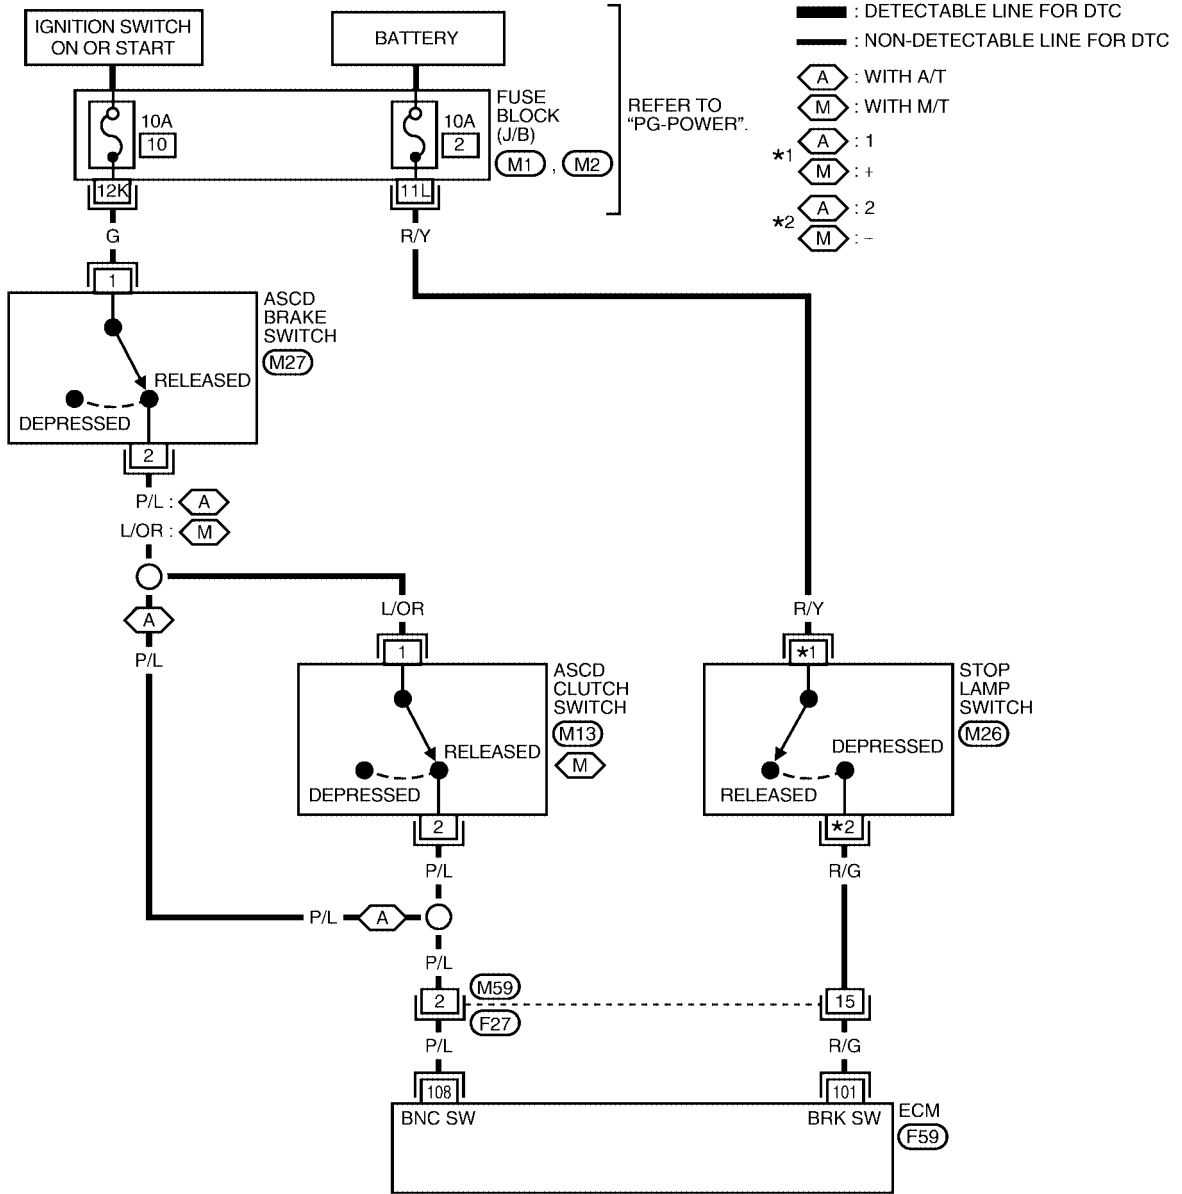 IGNITION SWITCH
ON OR START
BATTERY
: DETECTABLE LINE FOR DTC
: NON-DETECTABLE LINE FOR DTC
A : WITH A/T
M : WITH M/T
*1 A : 1
M : +
*2 A : 2
M : -
10A
10
10A
2
FUSE
BLOCK
(J/B)
M1 , M2
REFER TO
"PG-POWER".
12K
11L
G
R/Y
1
ASCD
BRAKE
SWITCH
M27
RELEASED
DEPRESSED
2
P/L : A
L/OR : M
A
P/L
L/OR
R/Y
1
*1
ASCD
CLUTCH
SWITCH
M13
M
RELEASED
DEPRESSED
STOP
LAMP
SWITCH
M26
DEPRESSED
RELEASED
2
*2
P/L
R/G
P/L A
P/L
M59
2
15
F27
P/L
R/G
108
101
BNC SW
BRK SW
ECM
F59